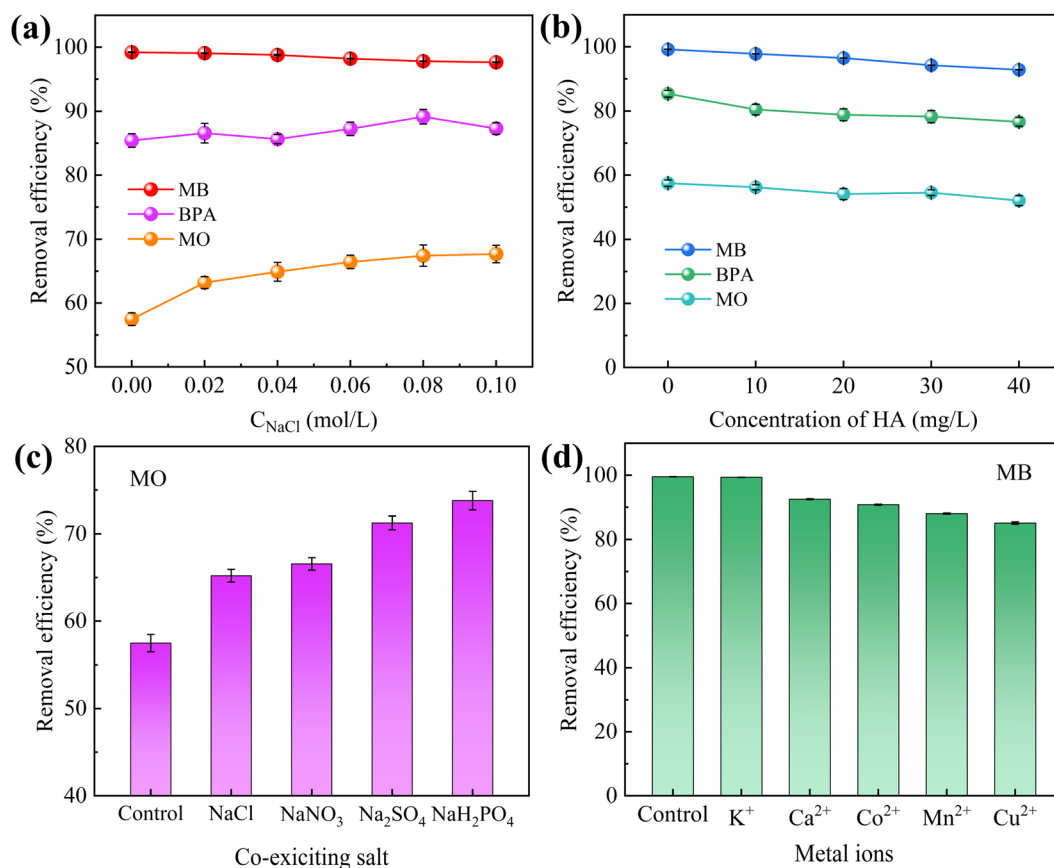 (a)
100
90
80
70
60
50
Removal efficiency (%)
MB
BPA
MO
0.00 0.02 0.04 0.06 0.08 0.10
C_NaCl (mol/L)
(b)
100
80
60
40
20
0
Removal efficiency (%)
MB
BPA
MO
0 10 20 30 40
Concentration of HA (mg/L)
(c)
MO
80
70
60
50
40
Removal efficiency (%)
Control NaCl NaNO₃ Na₂SO₄ NaH₂PO₄
Co-exiciting salt
(d)
MB
100
80
60
40
20
0
Removal efficiency (%)
Control K⁺ Ca²⁺ Co²⁺ Mn²⁺ Cu²⁺
Metal ions